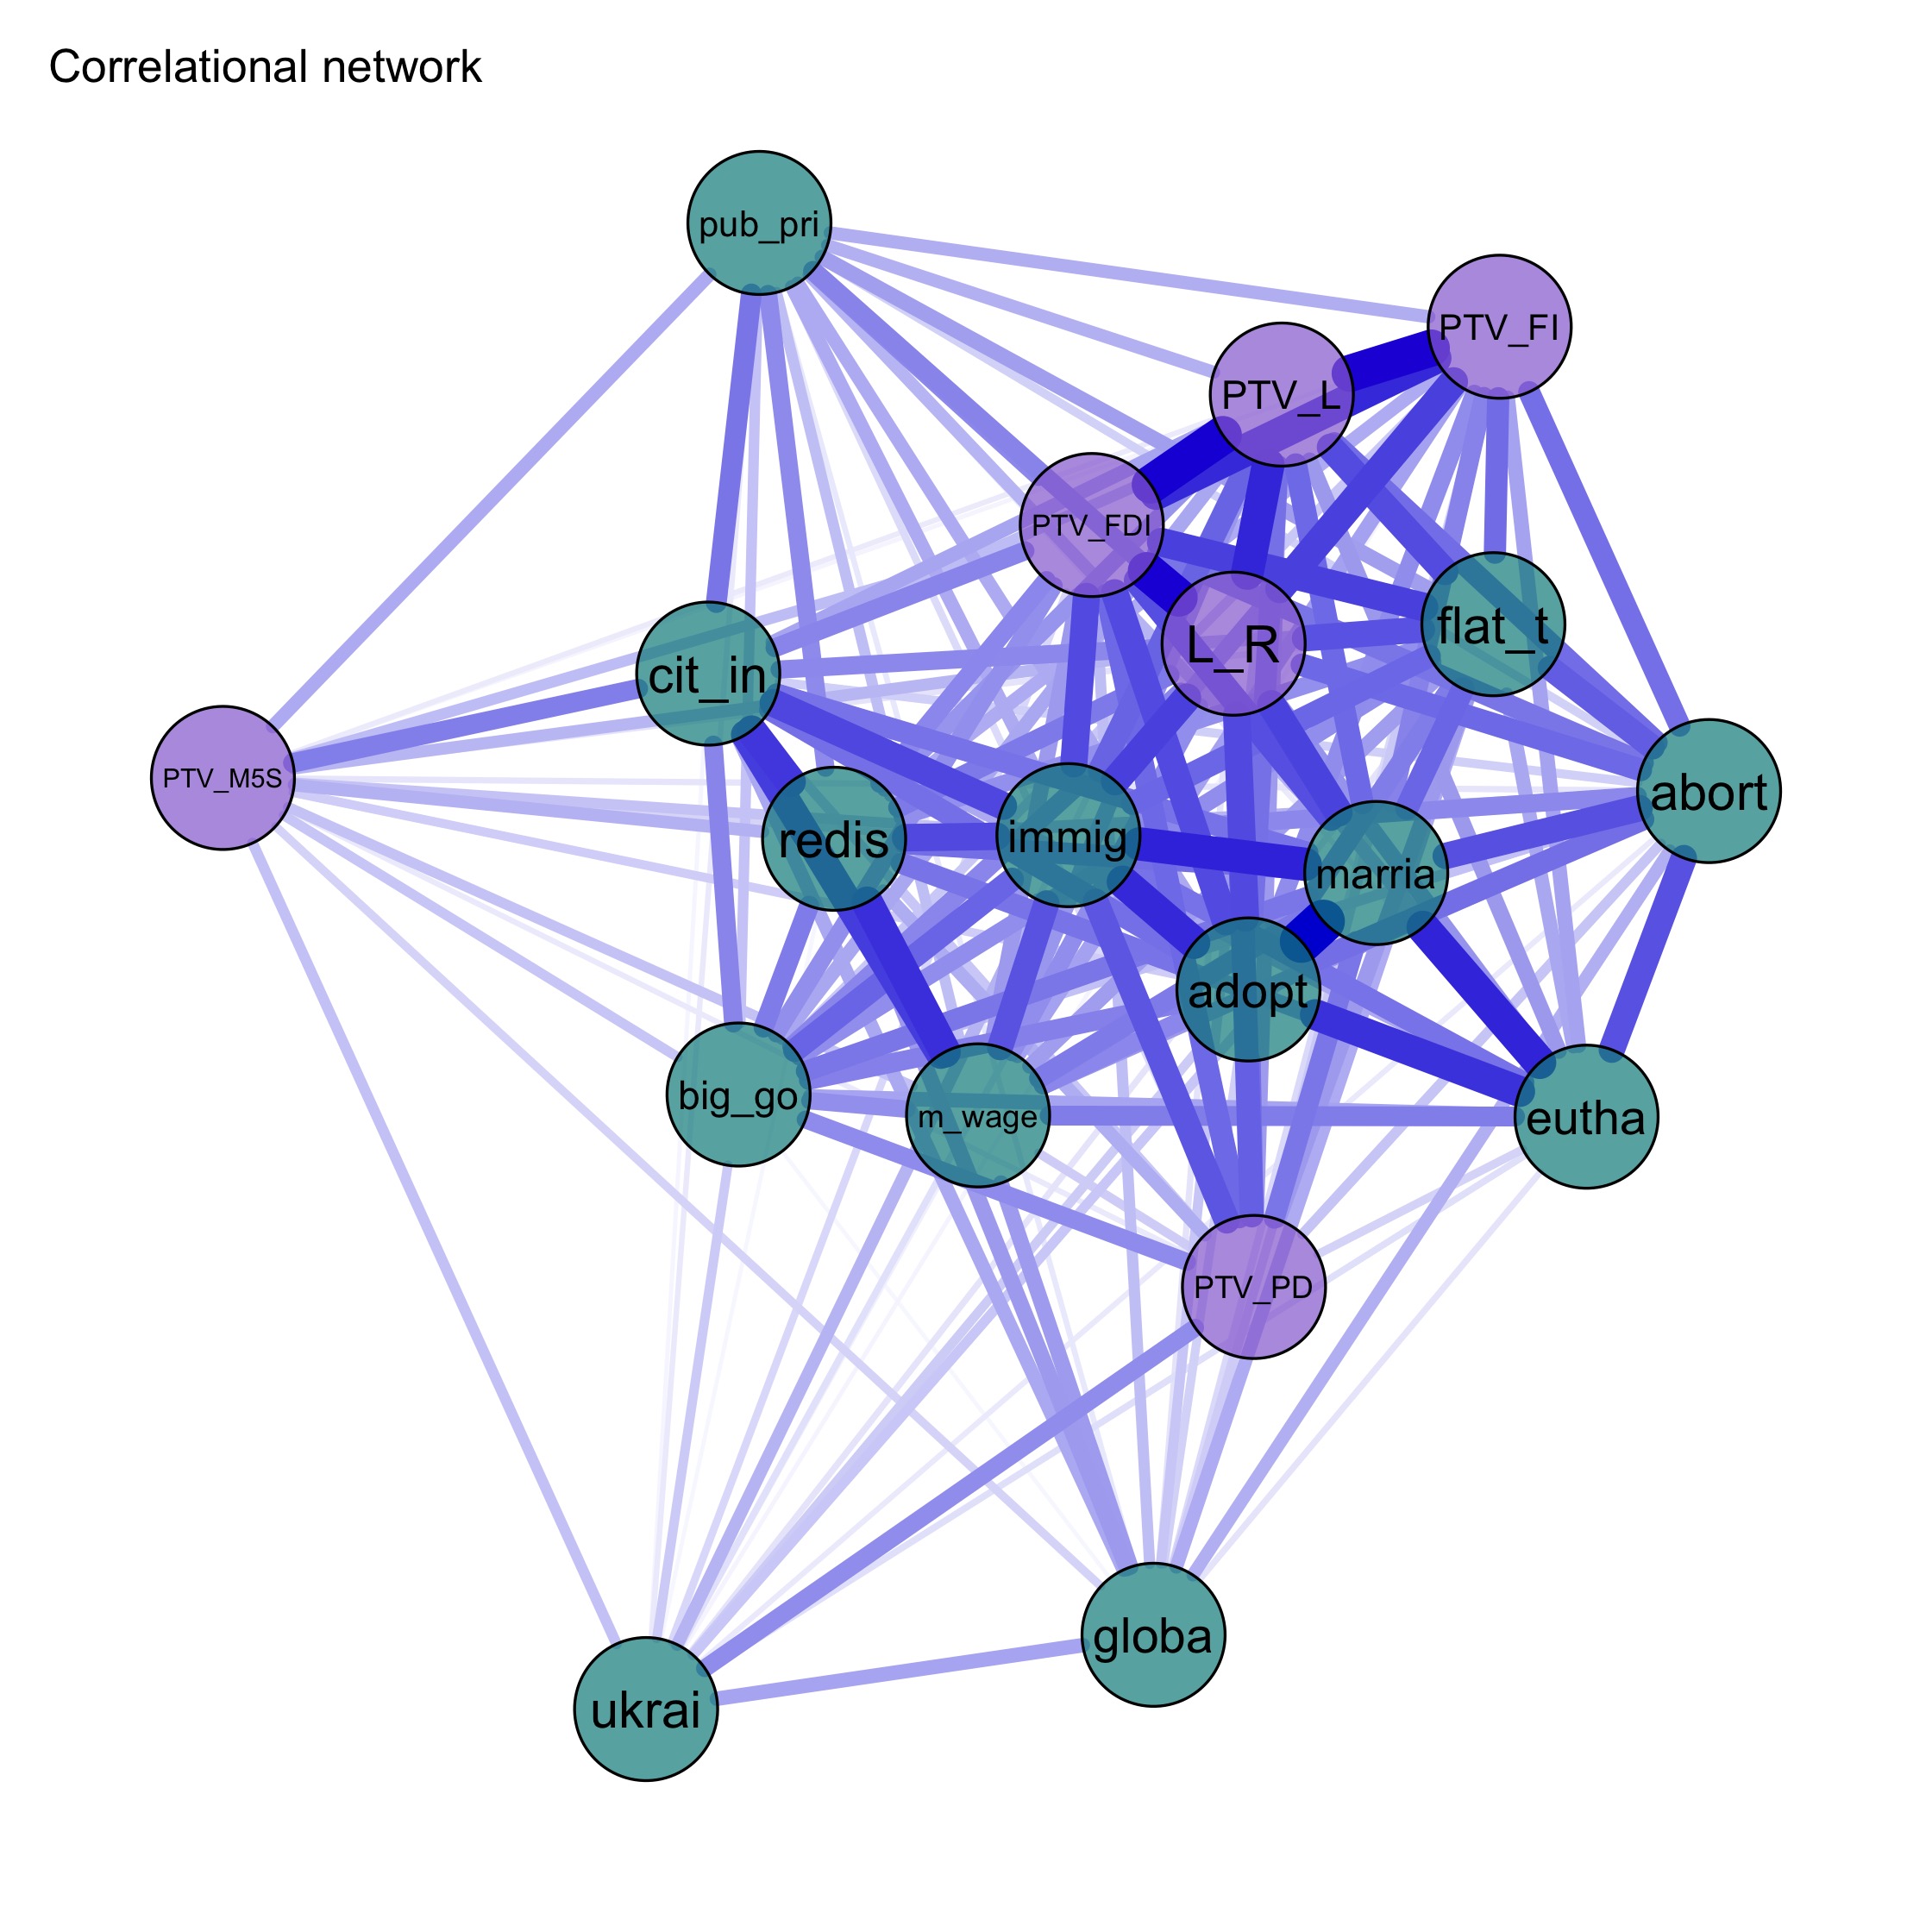 Correlational network
pub_pri
PTV_FI
PTV_L
PTV_FDI
L_R
flat_t
cit_in
PTV_M5S
abort
redis
immig
marria
adopt
big_go
m_wage
eutha
PTV_PD
globa
ukrai